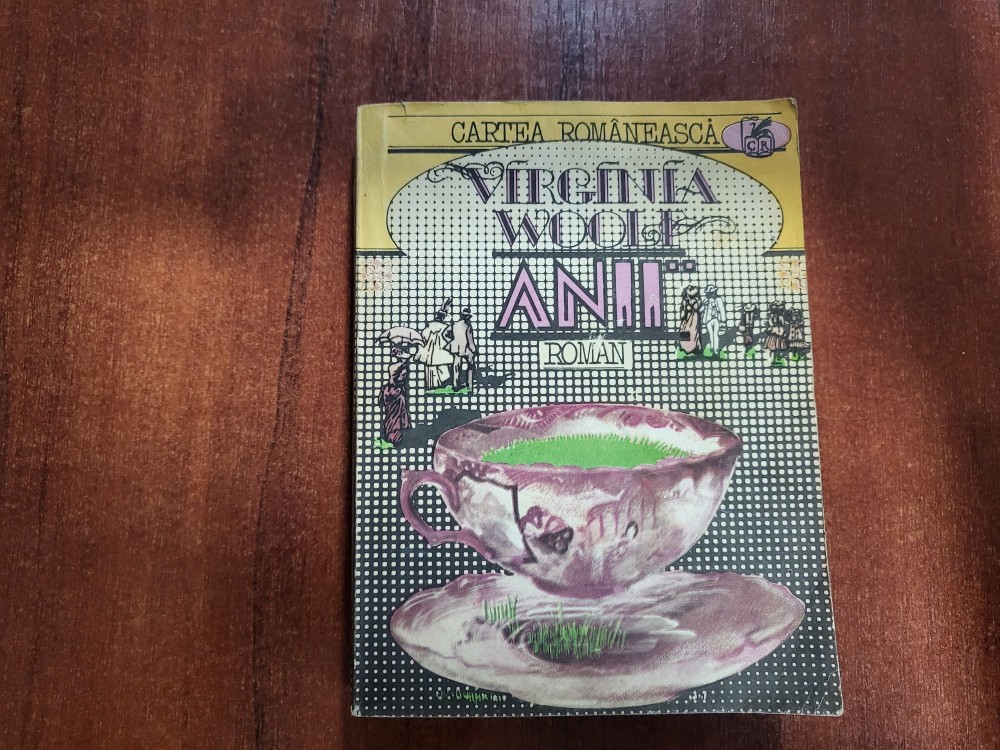 CARTEA ROMÂNEASCĂ
CR
VIRGINIA
WOOLF
ANII
ROMAN